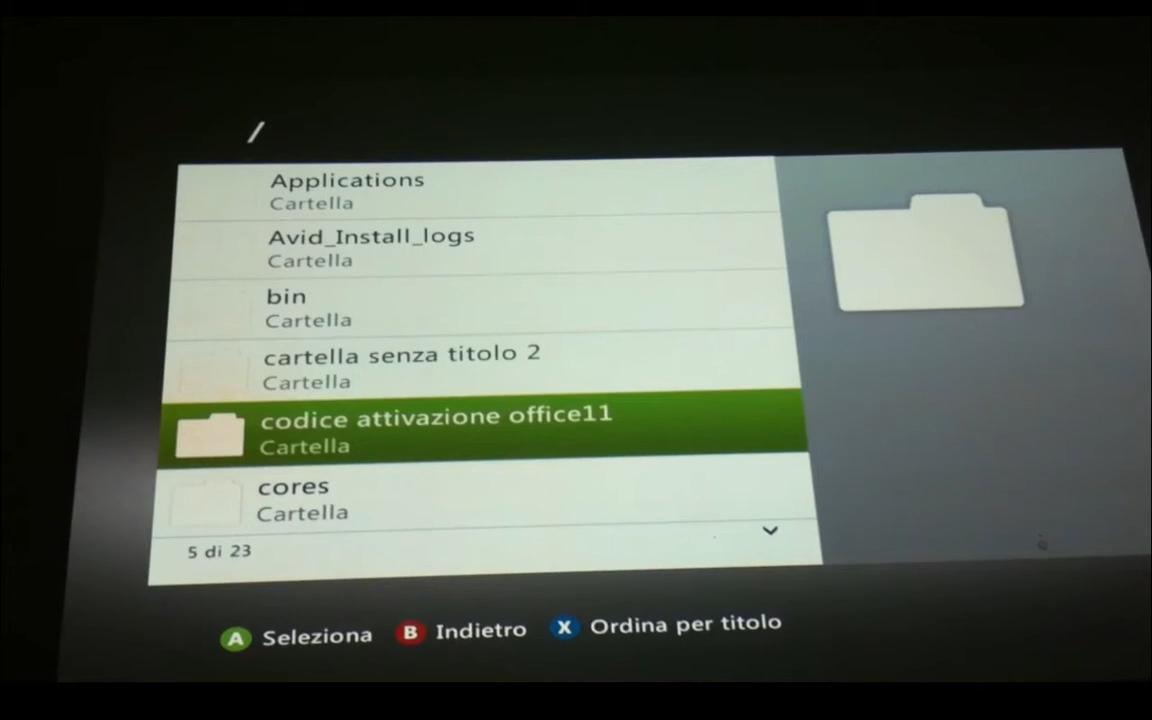 /
Applications
Cartella
Avid_Install_logs
Cartella
bin
Cartella
cartella senza titolo 2
Cartella
codice attivazione office11
Cartella
cores
Cartella
5 di 23
A Seleziona B Indietro X Ordina per titolo